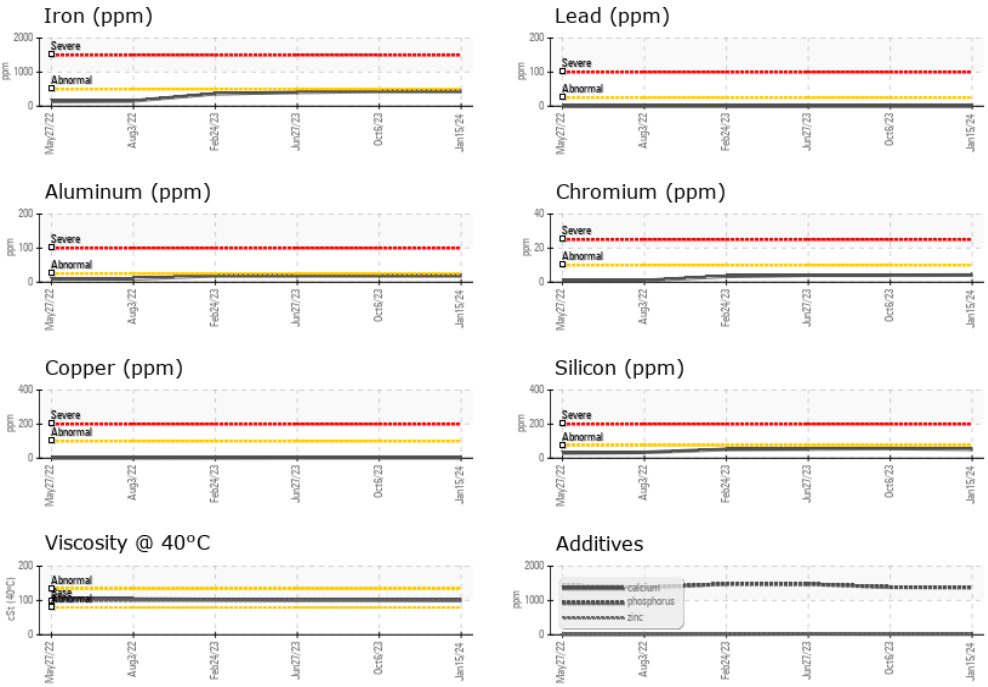 Iron (ppm)
2000
1000
0
ppm
Severe
Abnormal
May27/22
Aug3/22
Feb24/23
Jun27/23
Oct6/23
Jan15/24
Lead (ppm)
200
100
0
ppm
Severe
Abnormal
May27/22
Aug3/22
Feb24/23
Jun27/23
Oct6/23
Jan15/24
Aluminum (ppm)
200
100
0
ppm
Severe
Abnormal
May27/22
Aug3/22
Feb24/23
Jun27/23
Oct6/23
Jan15/24
Chromium (ppm)
40
20
0
ppm
Severe
Abnormal
May27/22
Aug3/22
Feb24/23
Jun27/23
Oct6/23
Jan15/24
Copper (ppm)
400
200
0
ppm
Severe
Abnormal
May27/22
Aug3/22
Feb24/23
Jun27/23
Oct6/23
Jan15/24
Silicon (ppm)
400
200
0
ppm
Severe
Abnormal
May27/22
Aug3/22
Feb24/23
Jun27/23
Oct6/23
Jan15/24
Viscosity @ 40°C
200
100
0
cSt (40°C)
Abnormal
Base
Abnormal
May27/22
Aug3/22
Feb24/23
Jun27/23
Oct6/23
Jan15/24
Additives
2000
1000
0
ppm
calcium
phosphorus
zinc
May27/22
Aug3/22
Feb24/23
Jun27/23
Oct6/23
Jan15/24